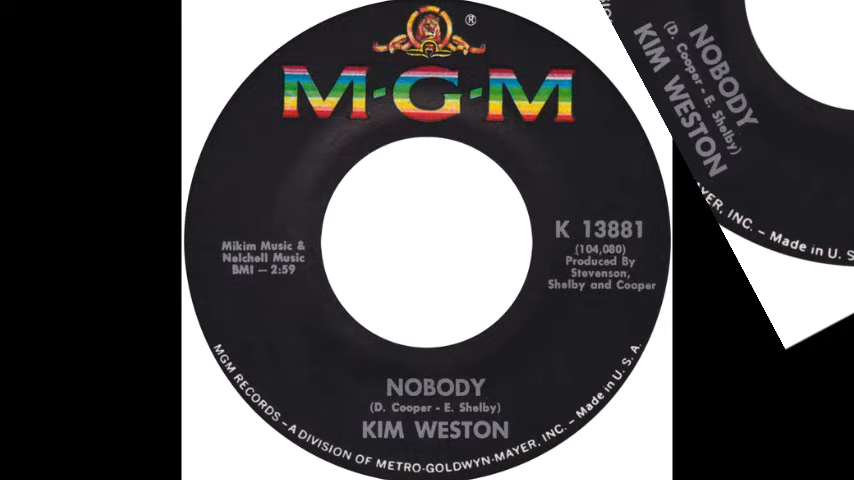 ®
M·G·M
K 13881
(104,080)
Produced By
Stevenson,
Shelby and Cooper
Mikim Music &
Nelchell Music
BMI — 2:59
NOBODY
(D. Cooper - E. Shelby)
KIM WESTON
MGM RECORDS – A DIVISION OF METRO-GOLDWYN-MAYER, INC. – Made in U. S. A.
NOBODY
(D. Cooper - E. Shelby)
KIM WESTON
INC. – Made in U. S